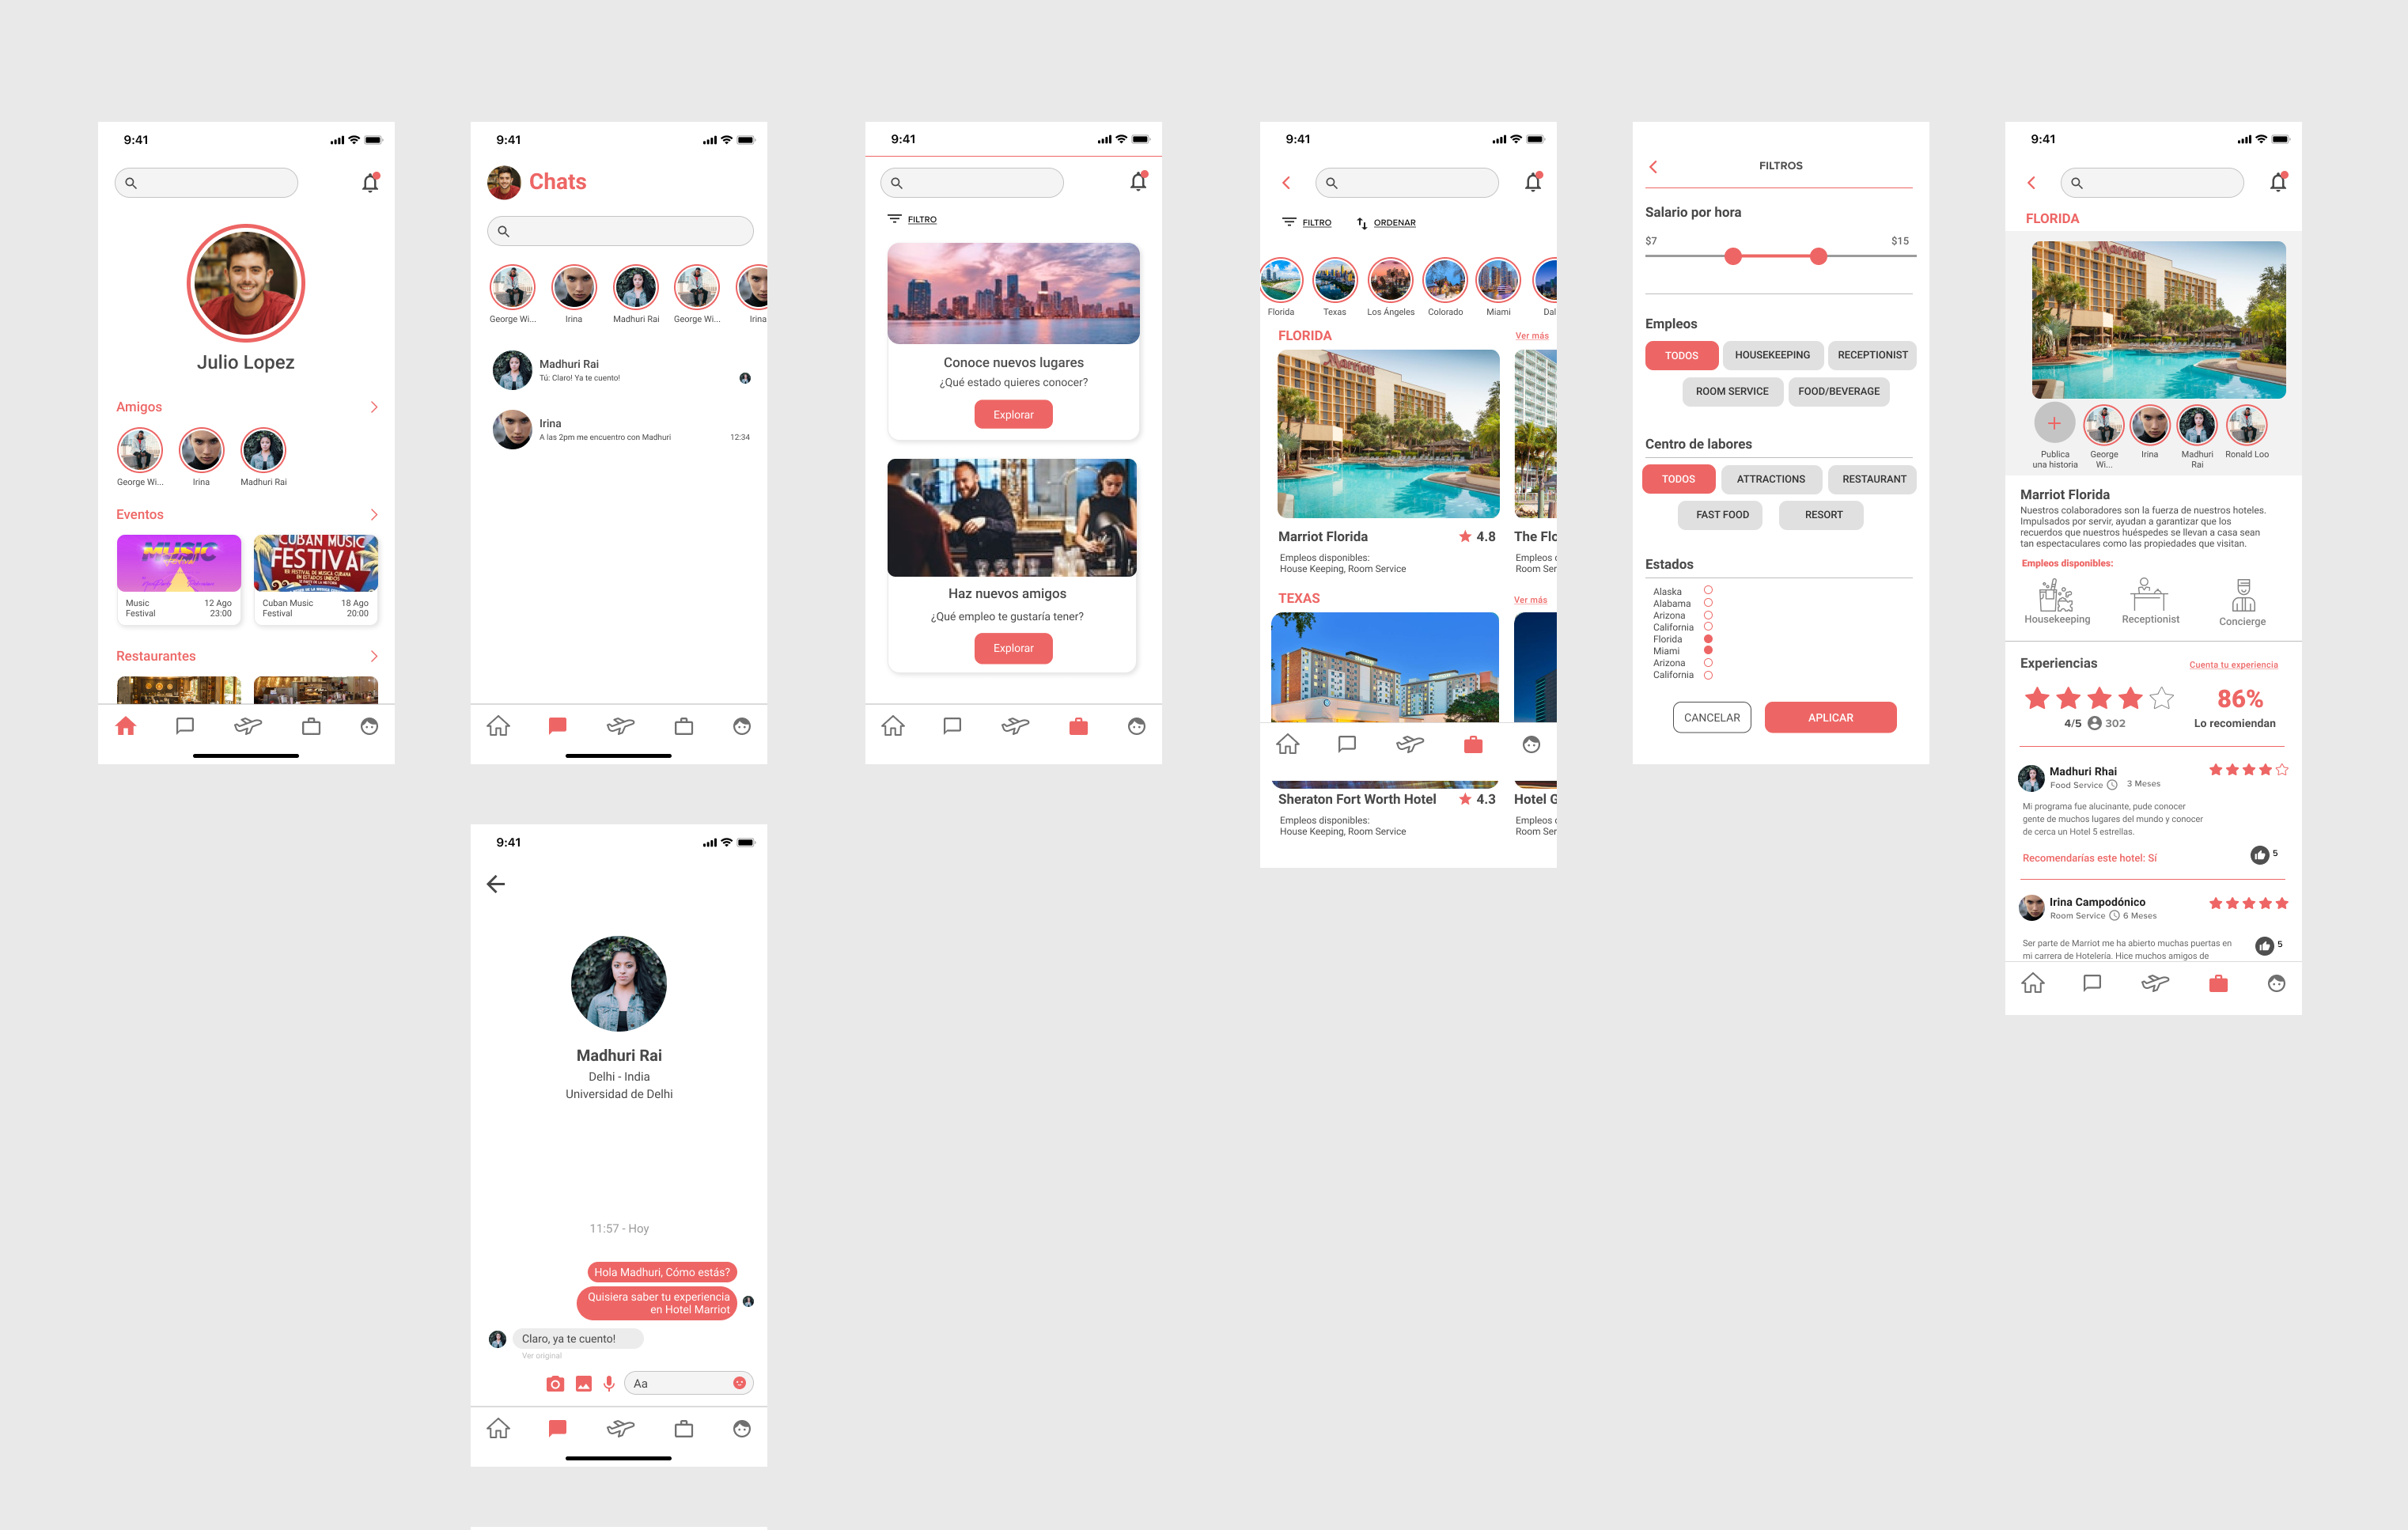 9:41
Julio Lopez
Amigos
George Wi...
Irina
Madhuri Rai
Eventos
MUSIC
CUBAN MUSIC
FESTIVAL
Music
Festival
12 Ago
23:00
Cuban Music
Festival
18 Ago
20:00
Restaurantes
9:41
Chats
George Wi...
Irina
Madhuri Rai
George Wi...
Irina
Madhuri Rai
Tú: Claro! Ya te cuento!
Irina
A las 2pm me encuentro con Madhuri
12:34
9:41
FILTRO
Conoce nuevos lugares
¿Qué estado quieres conocer?
Explorar
Haz nuevos amigos
¿Qué empleo te gustaría tener?
Explorar
9:41
FILTRO
ORDENAR
Florida
Texas
Los Ángeles
Colorado
Miami
Dal
FLORIDA
Ver más
Marriott
Marriot Florida
4.8
Empleos disponibles:
House Keeping, Room Service
The Flo
Empleos d
Room Ser
TEXAS
Ver más
Sheraton Fort Worth Hotel
4.3
Empleos disponibles:
House Keeping, Room Service
Hotel G
Empleos d
Room Ser
FILTROS
Salario por hora
$7
$15
Empleos
TODOS
HOUSEKEEPING
RECEPTIONIST
ROOM SERVICE
FOOD/BEVERAGE
Centro de labores
TODOS
ATTRACTIONS
RESTAURANT
FAST FOOD
RESORT
Estados
Alaska
Alabama
Arizona
California
Florida
Miami
Arizona
California
CANCELAR
APLICAR
9:41
FLORIDA
Marriott
Publica
una historia
George
Wi...
Irina
Madhuri
Rai
Ronald Loo
Marriot Florida
Nuestros colaboradores son la fuerza de nuestros hoteles.
Impulsados por servir, ayudan a garantizar que los
recuerdos que nuestros huéspedes se llevan a casa sean
tan espectaculares como las propiedades que visitan.
Empleos disponibles:
Housekeeping
Receptionist
Concierge
Experiencias
Cuenta tu experiencia
4/5
302
86%
Lo recomiendan
Madhuri Rhai
Food Service
3 Meses
Mi programa fue alucinante, pude conocer
gente de muchos lugares del mundo y conocer
de cerca un Hotel 5 estrellas.
Recomendarías este hotel: Sí
5
Irina Campodónico
Room Service
6 Meses
Ser parte de Marriot me ha abierto muchas puertas en
mi carrera de Hotelería. Hice muchos amigos de
5
9:41
Madhuri Rai
Delhi - India
Universidad de Delhi
11:57 - Hoy
Hola Madhuri, Cómo estás?
Quisiera saber tu experiencia
en Hotel Marriot
Claro, ya te cuento!
Ver original
Aa